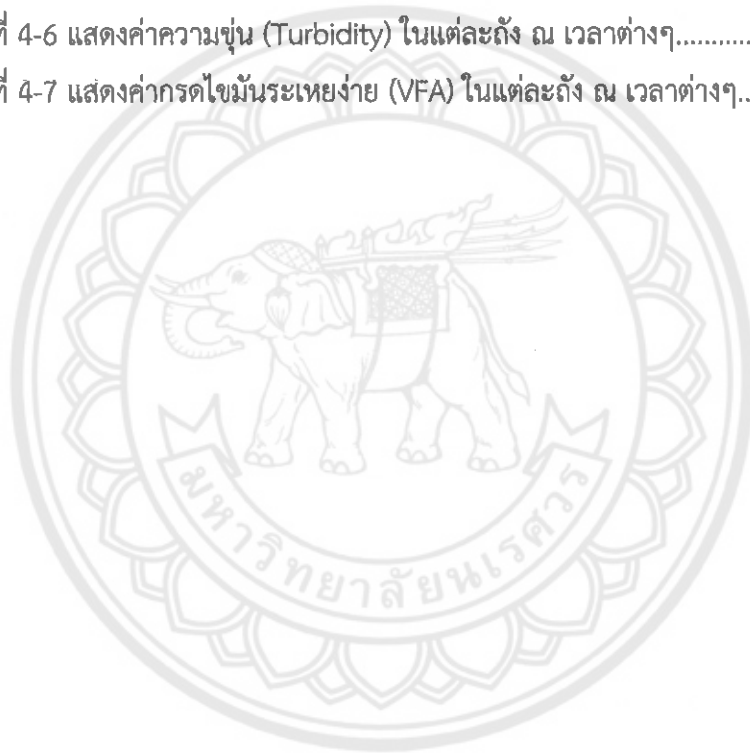 ที่ 4-6 แสดงค่าความขุ่น (Turbidity) ในแต่ละถัง ณ เวลาต่างๆ...........
ที่ 4-7 แสดงค่ากรดไขมันระเหยง่าย (VFA) ในแต่ละถัง ณ เวลาต่างๆ..
มหาวิทยาลัยนเรศวร